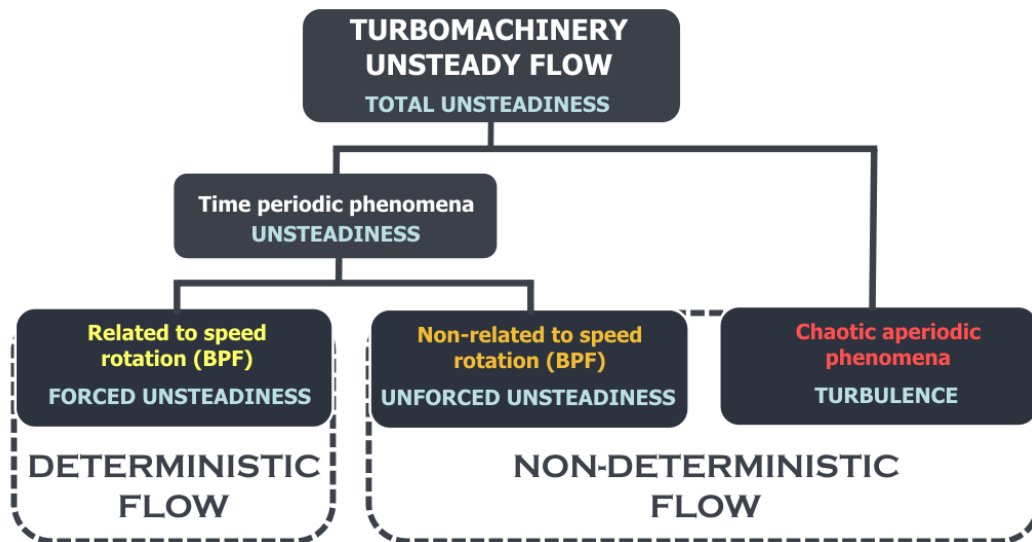 TURBOMACHINERY
UNSTEADY FLOW
TOTAL UNSTEADINESS
Time periodic phenomena
UNSTEADINESS
Related to speed
rotation (BPF)
FORCED UNSTEADINESS
Non-related to speed
rotation (BPF)
UNFORCED UNSTEADINESS
Chaotic aperiodic
phenomena
TURBULENCE
DETERMINISTIC
FLOW
NON-DETERMINISTIC
FLOW